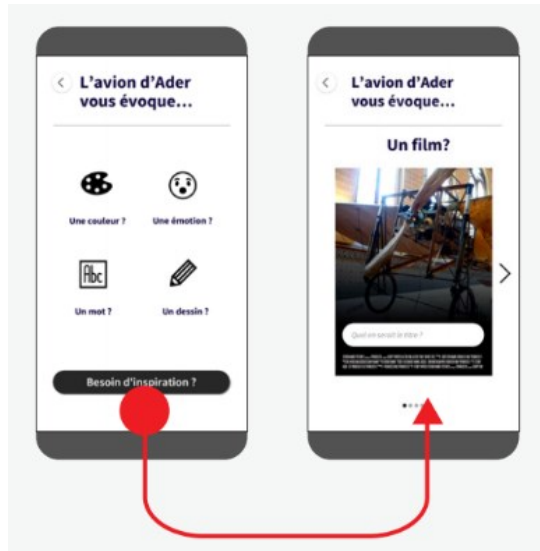 L'avion d'Ader
vous évoque...
Une couleur ?
Une émotion ?
Abc
Un mot ?
Un dessin ?
Besoin d'inspiration ?
L'avion d'Ader
vous évoque...
Un film?
Quel en serait le titre ?